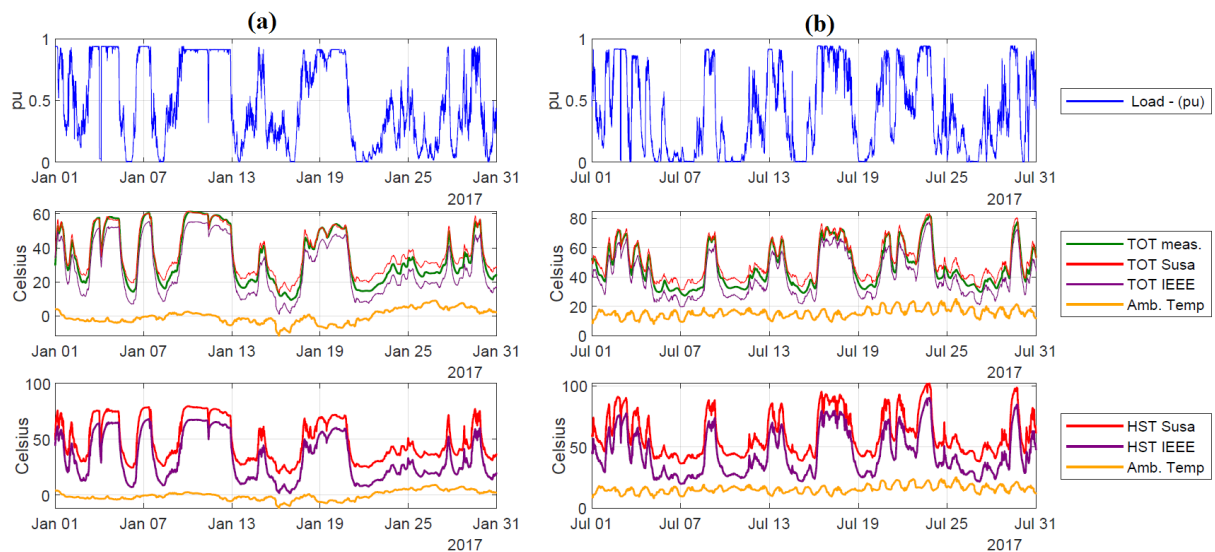 (a)
(b)
1
0.5
0
pu
Jan 01
Jan 07
Jan 13
Jan 19
Jan 25
Jan 31
2017
1
0.5
0
pu
Jul 01
Jul 07
Jul 13
Jul 19
Jul 25
Jul 31
2017
Load - (pu)
60
40
20
0
Celsius
Jan 01
Jan 07
Jan 13
Jan 19
Jan 25
Jan 31
2017
80
60
40
20
0
Celsius
Jul 01
Jul 07
Jul 13
Jul 19
Jul 25
Jul 31
2017
TOT meas.
TOT Susa
TOT IEEE
Amb. Temp
100
50
0
Celsius
Jan 01
Jan 07
Jan 13
Jan 19
Jan 25
Jan 31
2017
100
50
0
Celsius
Jul 01
Jul 07
Jul 13
Jul 19
Jul 25
Jul 31
2017
HST Susa
HST IEEE
Amb. Temp